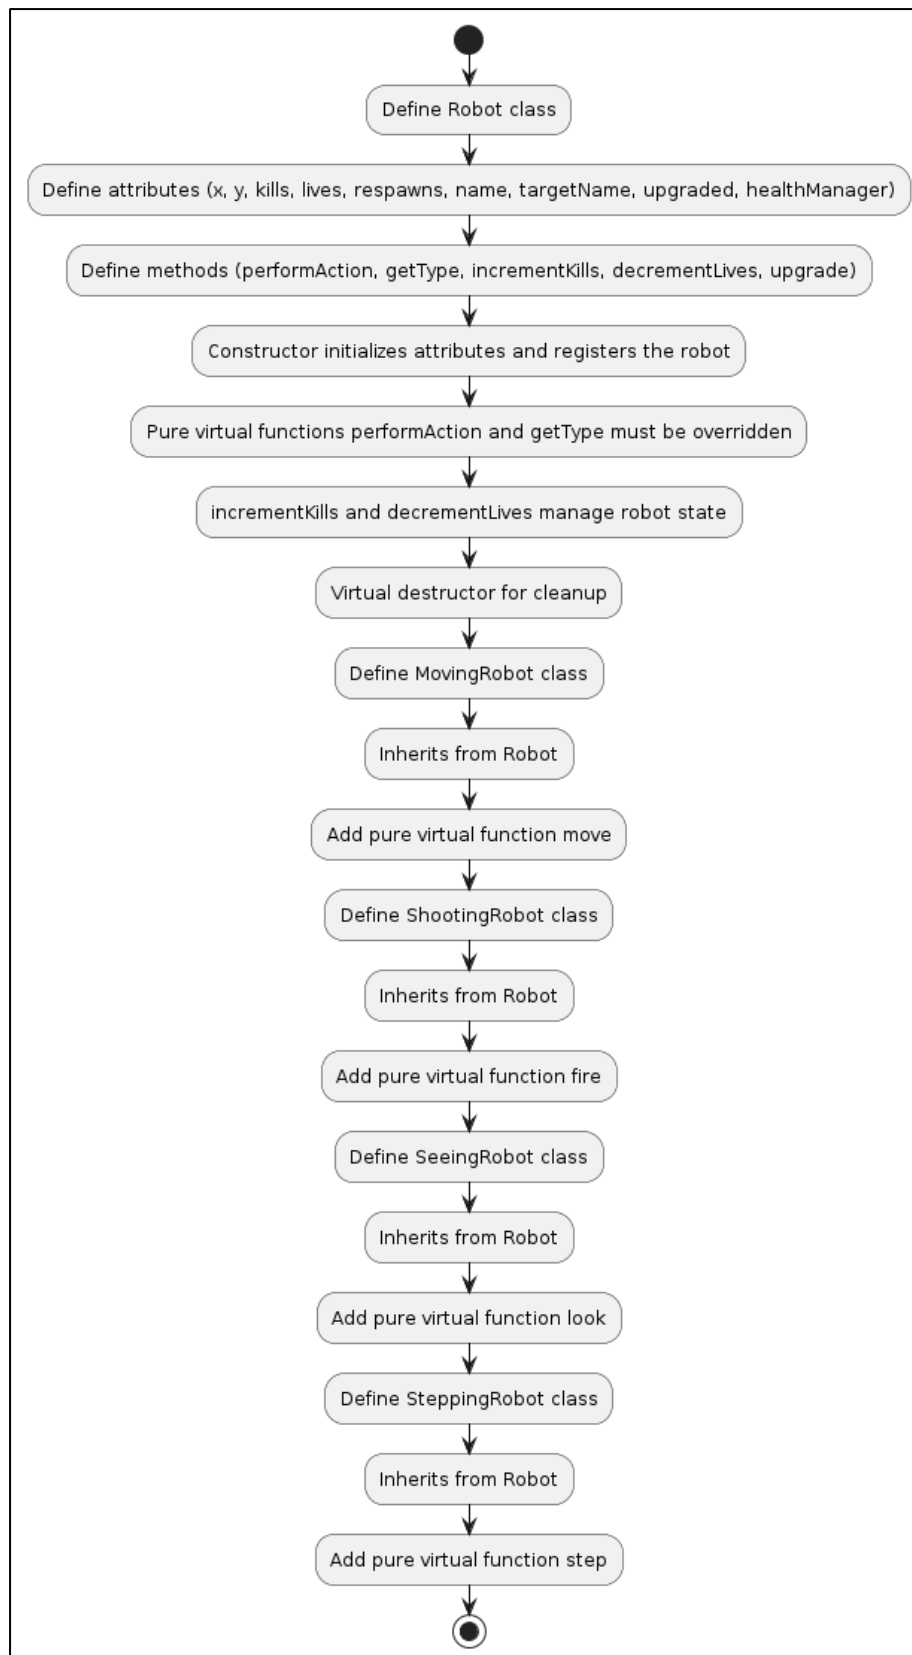 Define Robot class
Define attributes (x, y, kills, lives, respawns, name, targetName, upgraded, healthManager)
Define methods (performAction, getType, incrementKills, decrementLives, upgrade)
Constructor initializes attributes and registers the robot
Pure virtual functions performAction and getType must be overridden
incrementKills and decrementLives manage robot state
Virtual destructor for cleanup
Define MovingRobot class
Inherits from Robot
Add pure virtual function move
Define ShootingRobot class
Inherits from Robot
Add pure virtual function fire
Define SeeingRobot class
Inherits from Robot
Add pure virtual function look
Define SteppingRobot class
Inherits from Robot
Add pure virtual function step